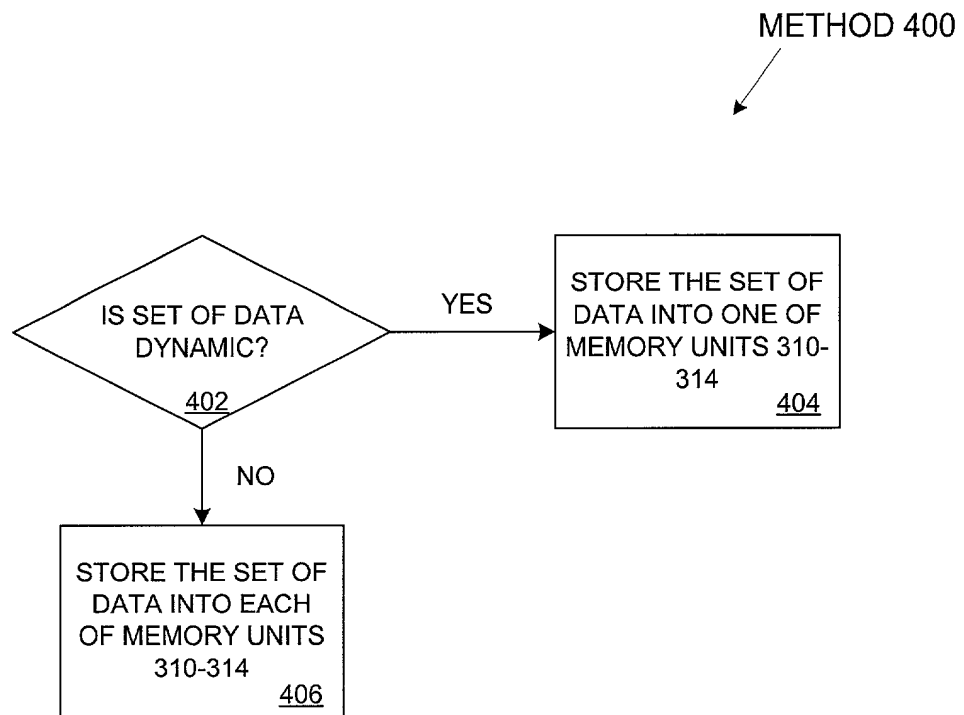 METHOD 400
IS SET OF DATA
DYNAMIC?
402
YES
STORE THE SET OF
DATA INTO ONE OF
MEMORY UNITS 310-
314
404
NO
STORE THE SET OF
DATA INTO EACH
OF MEMORY UNITS
310-314
406